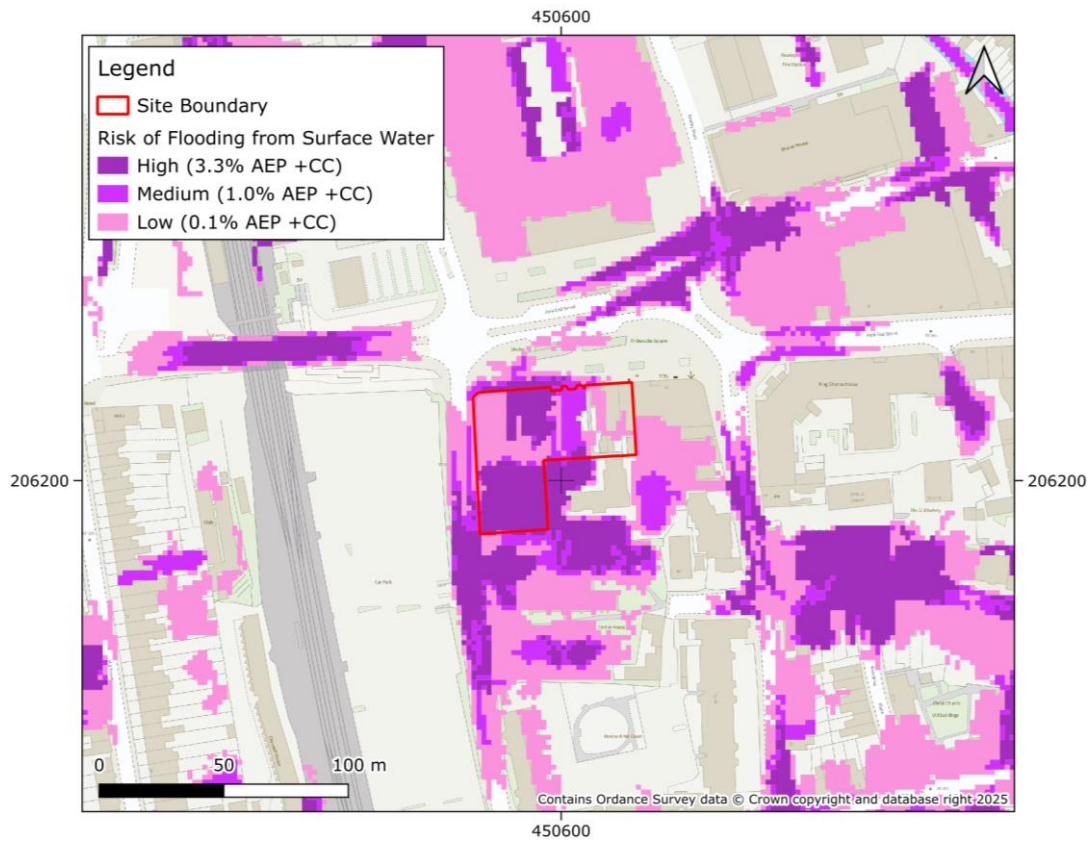 450600
Legend
Site Boundary
Risk of Flooding from Surface Water
High (3.3% AEP +CC)
Medium (1.0% AEP +CC)
Low (0.1% AEP +CC)
206200
206200
Car Park
0 50 100 m
Contains Ordance Survey data © Crown copyright and database right 2025
450600